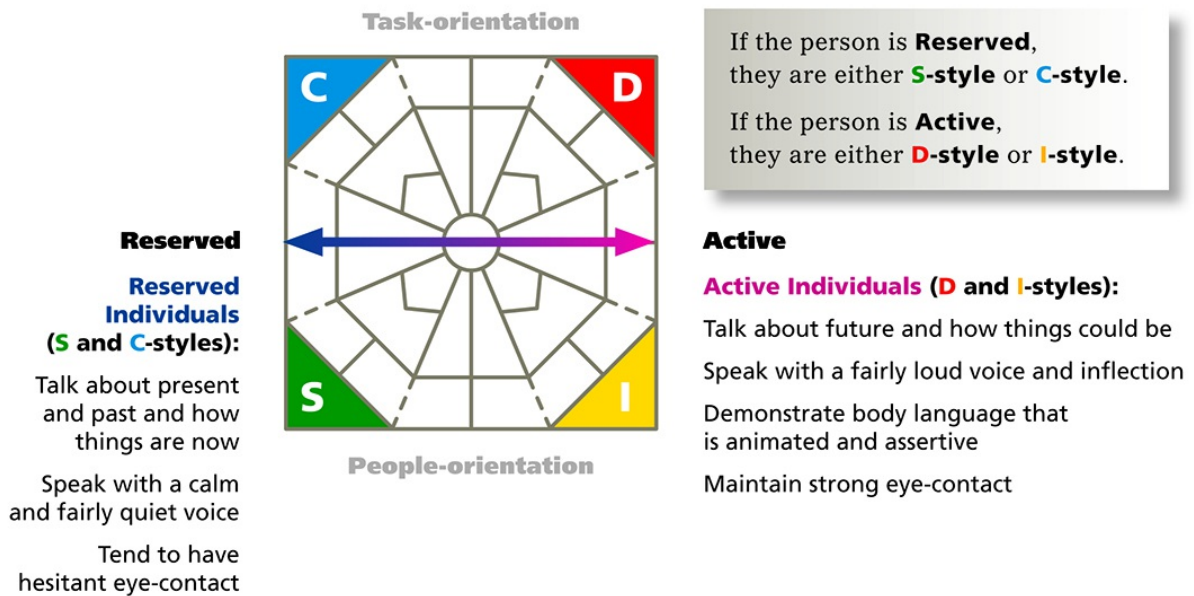 Task-orientation
C
D
If the person is Reserved,
they are either S-style or C-style.
If the person is Active,
they are either D-style or I-style.
Reserved
Reserved
Individuals
(S and C-styles):
Talk about present
and past and how
things are now
Speak with a calm
and fairly quiet voice
Tend to have
hesitant eye-contact
S
I
People-orientation
Active
Active Individuals (D and I-styles):
Talk about future and how things could be
Speak with a fairly loud voice and inflection
Demonstrate body language that
is animated and assertive
Maintain strong eye-contact